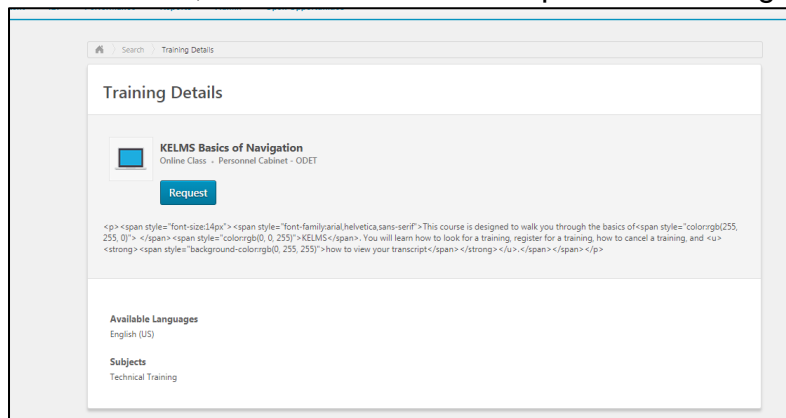 Search / Training Details
Training Details
KELMS Basics of Navigation
Online Class • Personnel Cabinet - ODET
Request
<p><span style="font-size:14px"><span style="font-family:arial,helvetica,sans-serif">This course is designed to walk you through the basics of<span style="color:rgb(255,
255, 0)"> </span><span style="color:rgb(0, 0, 255)">KELMS</span>. You will learn how to look for a training, register for a training, how to cancel a training, and <u>
<strong><span style="background-color:rgb(0, 255, 255)">how to view your transcript</span></strong></u>.</span></span></p>
Available Languages
English (US)
Subjects
Technical Training